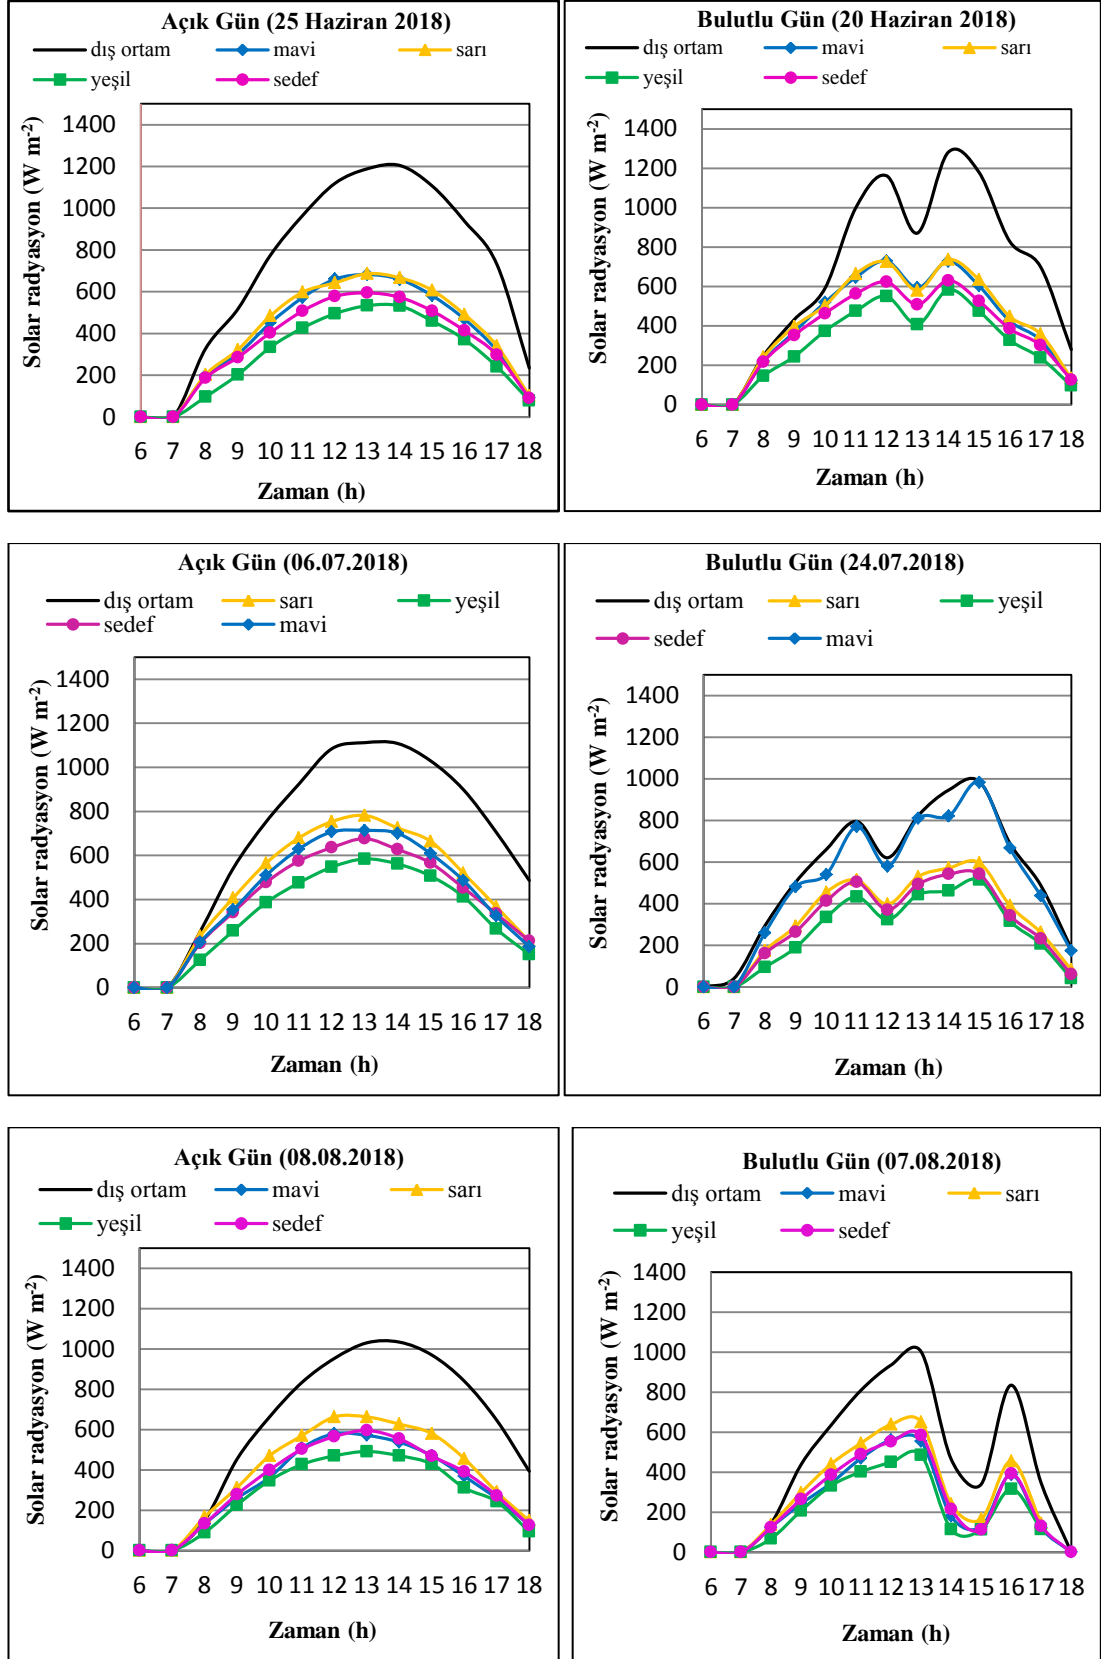 Açık Gün (25 Haziran 2018)
dış ortam mavi sarı
yeşil sedef
Solar radyasyon (W m-2)
1400
1200
1000
800
600
400
200
0
6 7 8 9 10 11 12 13 14 15 16 17 18
Zaman (h)
Bulutlu Gün (20 Haziran 2018)
dış ortam mavi sarı
yeşil sedef
Solar radyasyon (W m-2)
1400
1200
1000
800
600
400
200
0
6 7 8 9 10 11 12 13 14 15 16 17 18
Zaman (h)
Açık Gün (06.07.2018)
dış ortam sarı yeşil
sedef mavi
Solar radyasyon (W m-2)
1400
1200
1000
800
600
400
200
0
6 7 8 9 10 11 12 13 14 15 16 17 18
Zaman (h)
Bulutlu Gün (24.07.2018)
dış ortam sarı yeşil
sedef mavi
Solar radyasyon (W m-2)
1400
1200
1000
800
600
400
200
0
6 7 8 9 10 11 12 13 14 15 16 17 18
Zaman (h)
Açık Gün (08.08.2018)
dış ortam mavi sarı
yeşil sedef
Solar radyasyon (W m-2)
1400
1200
1000
800
600
400
200
0
6 7 8 9 10 11 12 13 14 15 16 17 18
Zaman (h)
Bulutlu Gün (07.08.2018)
dış ortam mavi sarı
yeşil sedef
Solar radyasyon (W m-2)
1400
1200
1000
800
600
400
200
0
6 7 8 9 10 11 12 13 14 15 16 17 18
Zaman (h)